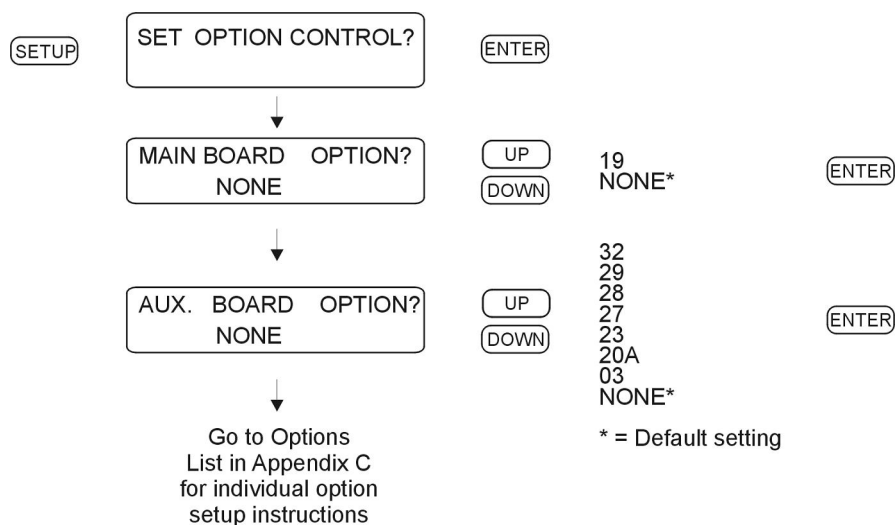 SETUP
SET OPTION CONTROL?
ENTER
MAIN BOARD OPTION?
NONE
UP
DOWN
19
NONE*
ENTER
AUX. BOARD OPTION?
NONE
UP
DOWN
32
29
28
27
23
20A
03
NONE*
ENTER
* = Default setting
Go to Options
List in Appendix C
for individual option
setup instructions